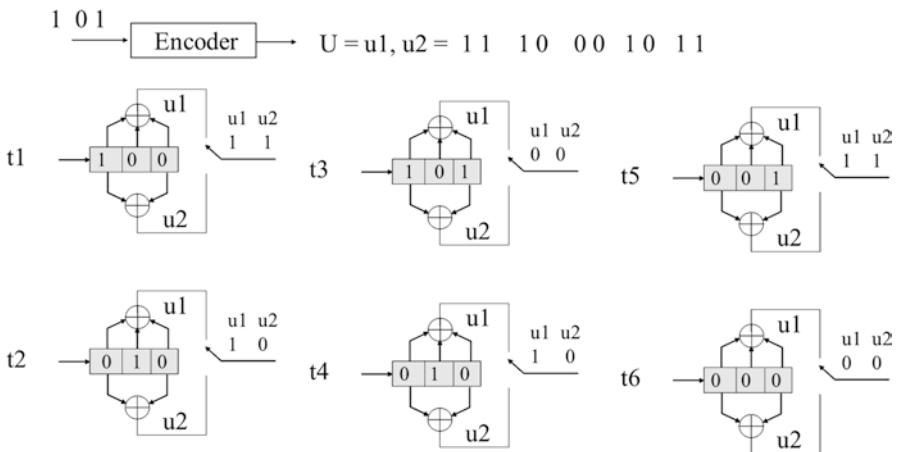 1 0 1
Encoder
U = u1, u2 = 1 1 1 0 0 0 1 0 1 1
t1
1 0 0
u1
u2
u1 u2
1 1
t3
1 0 1
u1
u2
u1 u2
0 0
t5
0 0 1
u1
u2
u1 u2
1 1
t2
0 1 0
u1
u2
u1 u2
1 0
t4
0 1 0
u1
u2
u1 u2
1 0
t6
0 0 0
u1
u2
u1 u2
0 0